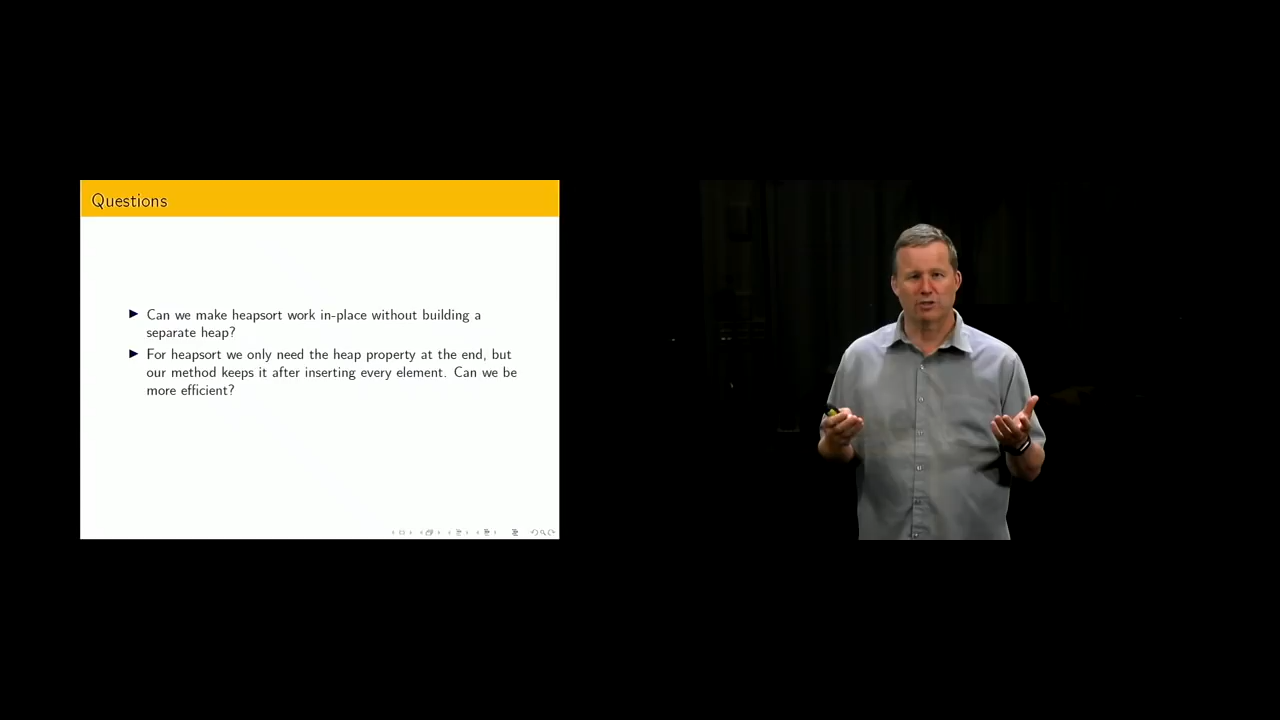 Questions
Can we make heapsort work in-place without building a
separate heap?
For heapsort we only need the heap property at the end, but
our method keeps it after inserting every element. Can we be
more efficient?